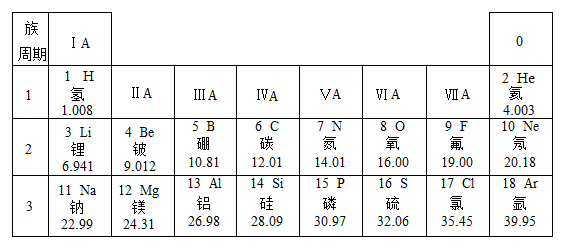 族
周期
ⅠA
0
1
1 H
氢
1.008
ⅡA
ⅢA
ⅣA
ⅤA
ⅥA
ⅦA
2 He
氦
4.003
2
3 Li
锂
6.941
4 Be
铍
9.012
5 B
硼
10.81
6 C
碳
12.01
7 N
氮
14.01
8 O
氧
16.00
9 F
氟
19.00
10 Ne
氖
20.18
3
11 Na
钠
22.99
12 Mg
镁
24.31
13 Al
铝
26.98
14 Si
硅
28.09
15 P
磷
30.97
16 S
硫
32.06
17 Cl
氯
35.45
18 Ar
氩
39.95